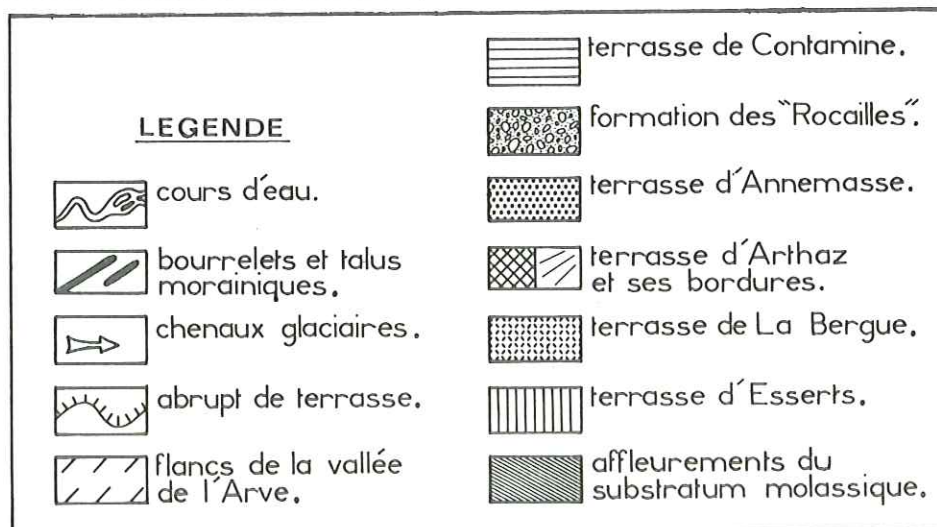 LEGENDE
cours d'eau.
bourrelets et talus
morainiques.
chenaux glaciaires.
abrupt de terrasse.
flancs de la vallée
de l'Arve.
terrasse de Contamine.
formation des "Rocailles".
terrasse d'Annemasse.
terrasse d'Arthaz
et ses bordures.
terrasse de La Bergue.
terrasse d'Esserts.
affleurements du
substratum molassique.